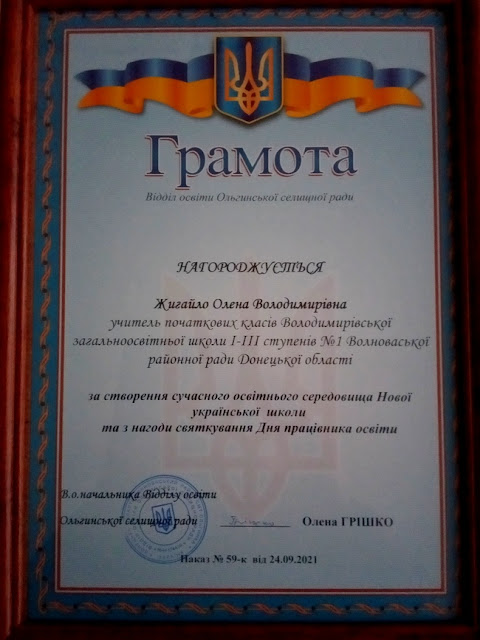 Грамота
Відділ освіти Ольгинської селищної ради
НАГОРОДЖУЄТЬСЯ
Жигайло Олена Володимирівна
учитель початкових класів Володимирівської
загальноосвітньої школи І-ІІІ ступенів №1 Волноваської
районної ради Донецької області
за створення сучасного освітнього середовища Нової
української школи
та з нагоди святкування Дня працівника освіти
В.о.начальника Відділу освіти
Ольгинської селищної ради Олена ГРІШКО
Наказ № 59-к від 24.09.2021